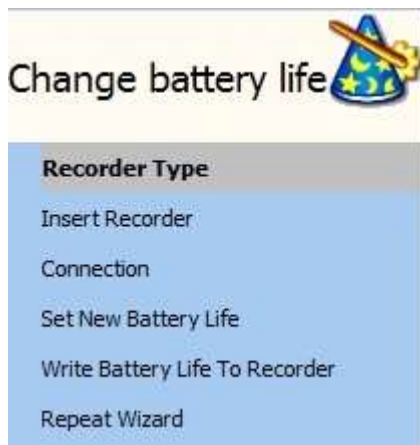 Change battery life
Recorder Type
Insert Recorder
Connection
Set New Battery Life
Write Battery Life To Recorder
Repeat Wizard